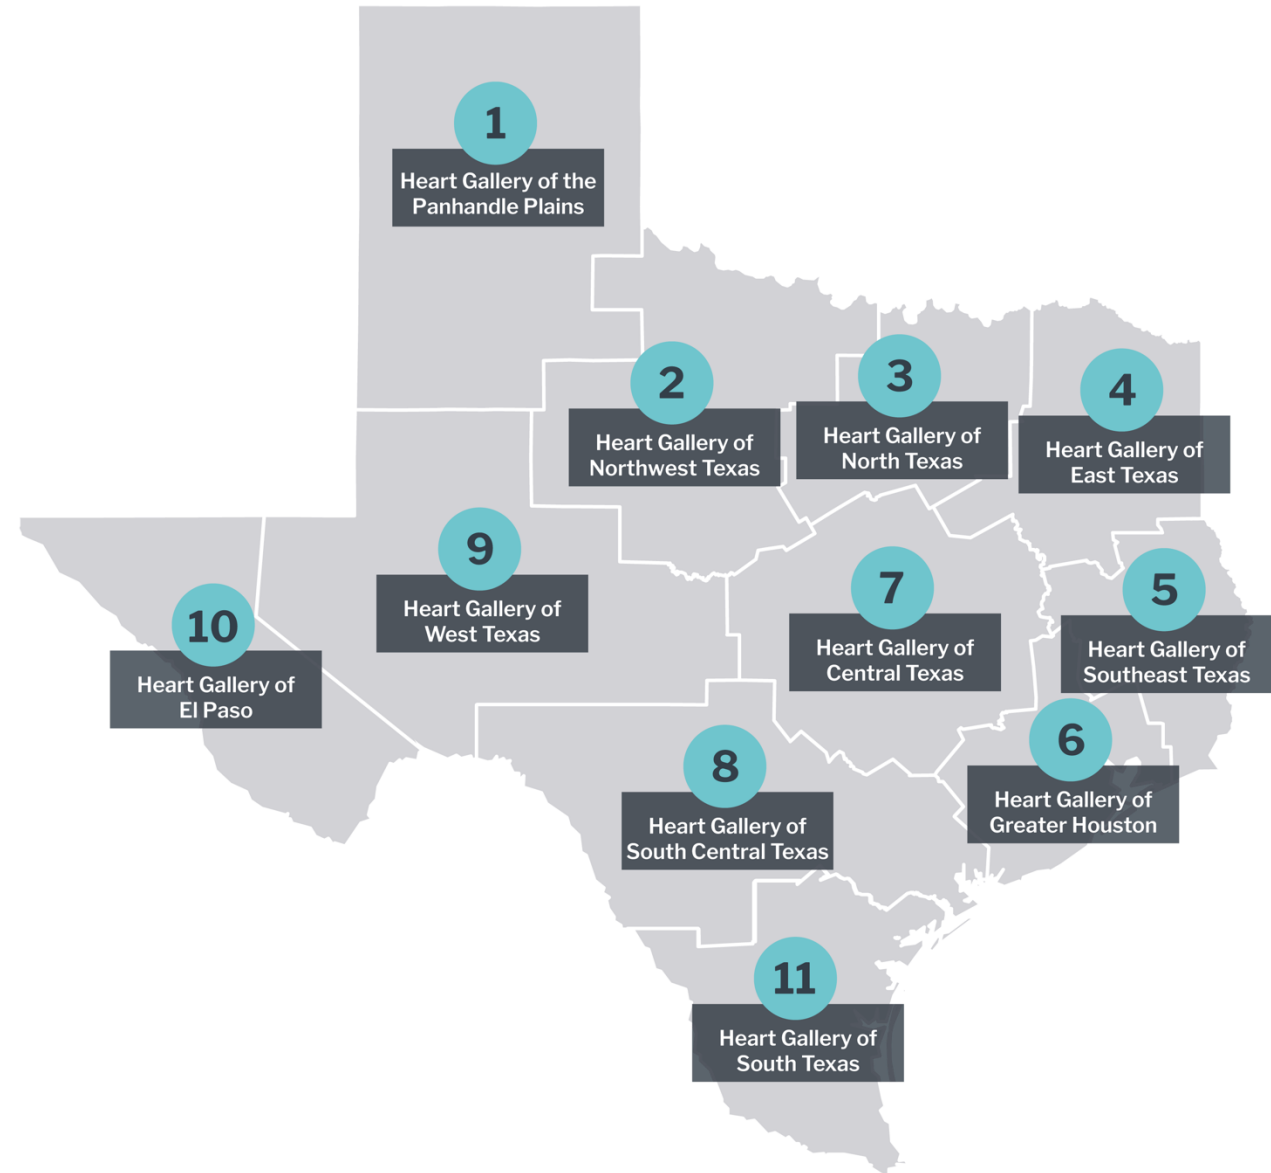 1
Heart Gallery of the
Panhandle Plains
2
Heart Gallery of
Northwest Texas
3
Heart Gallery of
North Texas
4
Heart Gallery of
East Texas
5
Heart Gallery of
Southeast Texas
6
Heart Gallery of
Greater Houston
7
Heart Gallery of
Central Texas
8
Heart Gallery of
South Central Texas
9
Heart Gallery of
West Texas
10
Heart Gallery of
El Paso
11
Heart Gallery of
South Texas